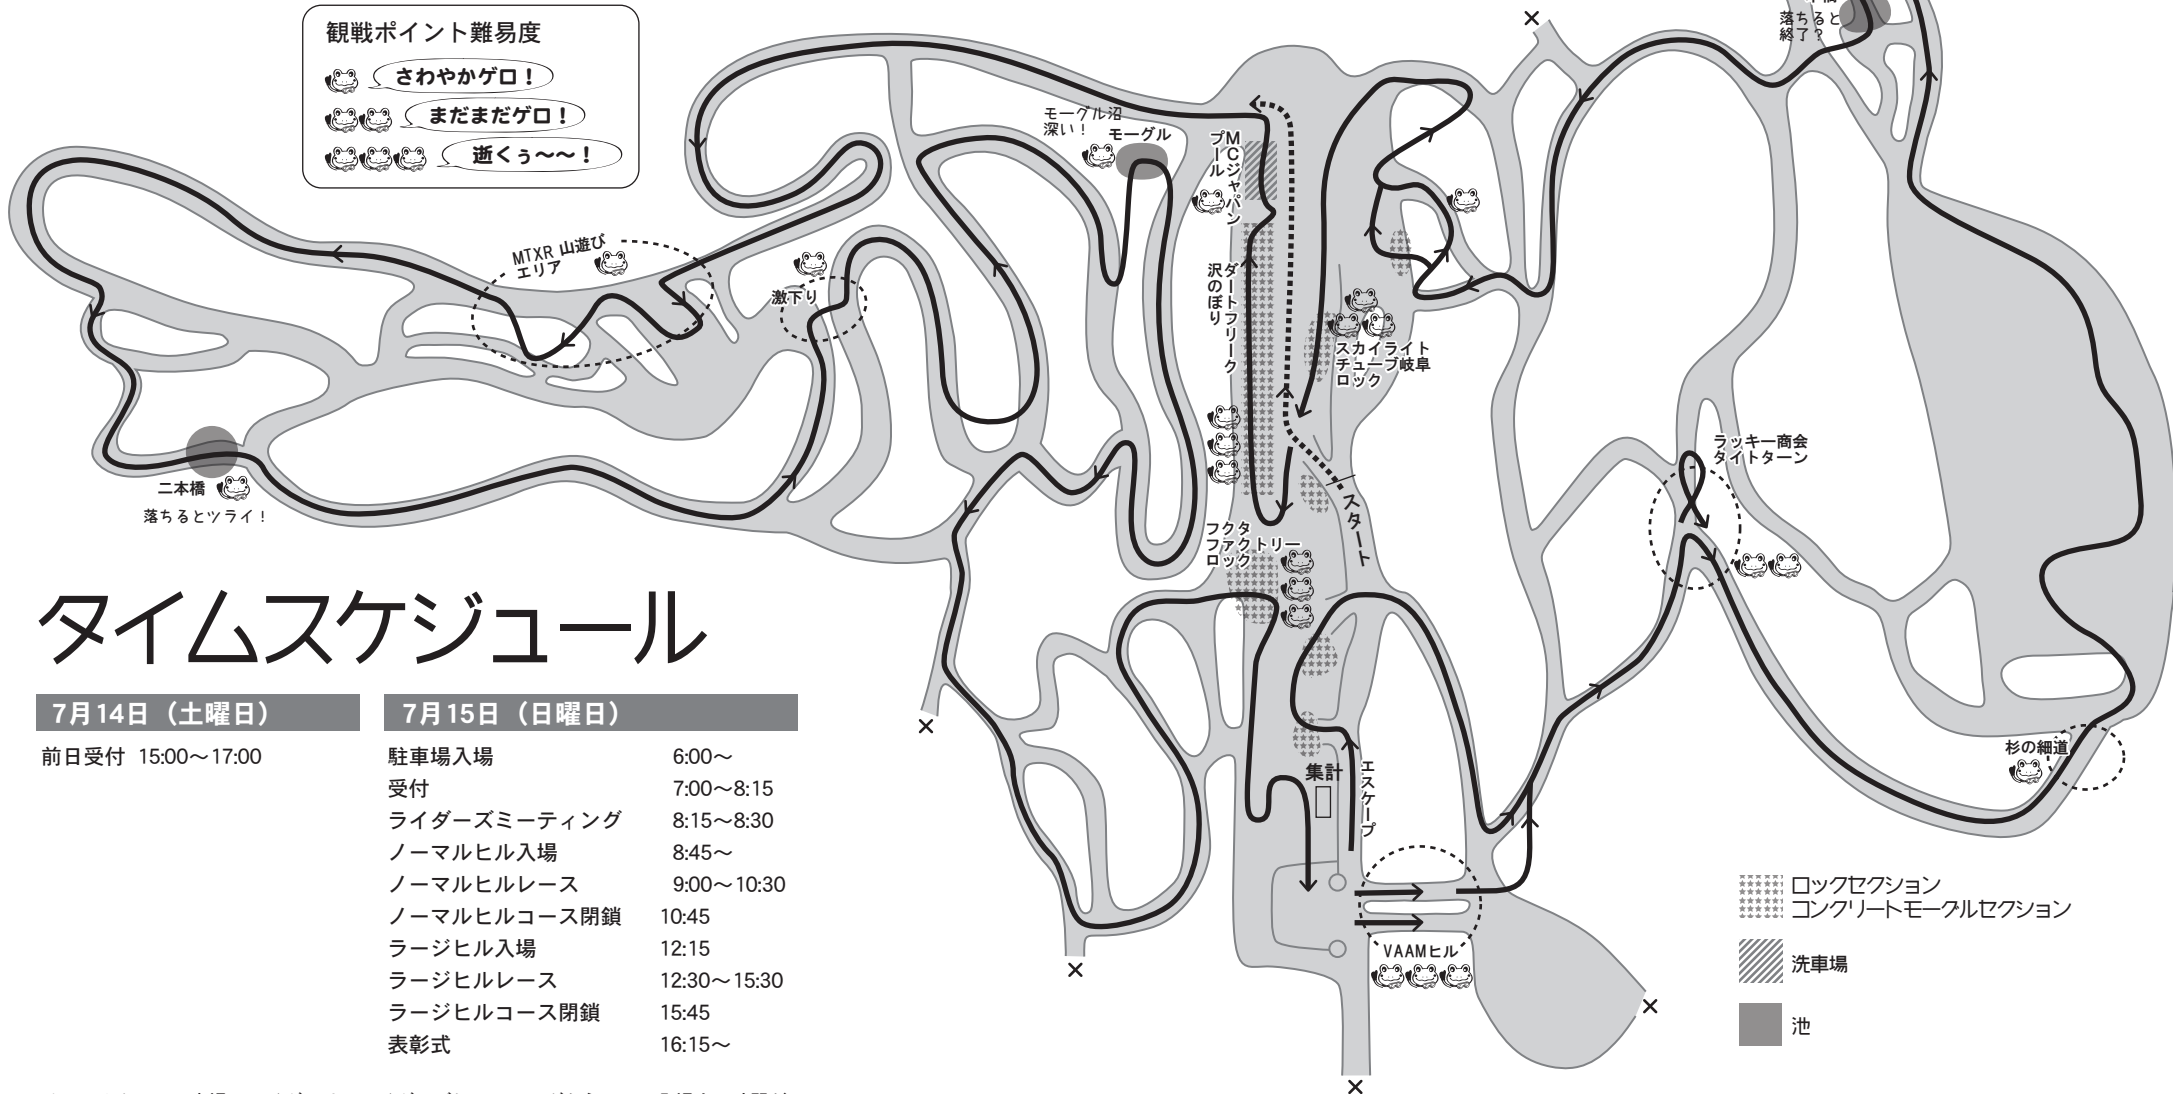 観戦ポイント難易度
さわやかゲロ！
まだまだゲロ！
逝くぅ〜〜！
落ちると
終了？
モーグル沼
深い！
モーグル
MCジャパン
プール
MTXR 山遊び
エリア
激下り
ダートフリーク
沢のぼり
スカイライト
チューブ岐阜
ロック
ラッキー商会
タイトターン
二本橋
落ちるとツライ！
スタート
タクトリー
ファクタ
フロック
集計
エスケープ
杉の細道
VAAMヒル
タイムスケジュール
7月14日（土曜日）
前日受付 15:00〜17:00
7月15日（日曜日）
駐車場入場 6:00〜
受付 7:00〜8:15
ライダーズミーティング 8:15〜8:30
ノーマルヒル入場 8:45〜
ノーマルヒルレース 9:00〜10:30
ノーマルヒルコース閉鎖 10:45
ラージヒル入場 12:15
ラージヒルレース 12:30〜15:30
ラージヒルコース閉鎖 15:45
表彰式 16:15〜
ロックセクション
コンクリートモーグルセクション
洗車場
池